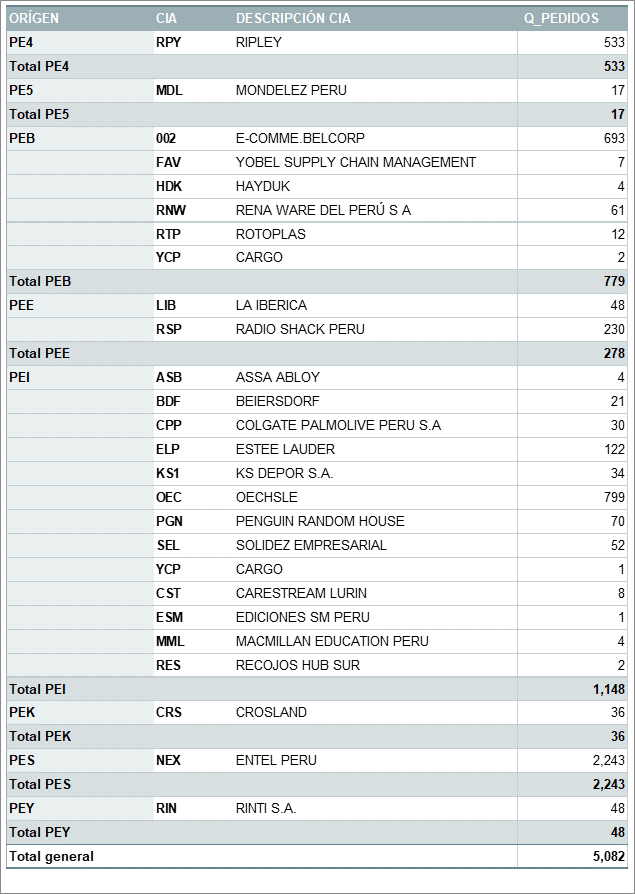 ORÍGEN CIA DESCRIPCIÓN CIA Q_PEDIDOS
PE4 RPY RIPLEY 533
Total PE4 533
PE5 MDL MONDELEZ PERU 17
Total PE5 17
PEB 002 E-COMME.BELCORP 693
FAV YOBEL SUPPLY CHAIN MANAGEMENT 7
HDK HAYDUK 4
RNW RENA WARE DEL PERÚ S A 61
RTP ROTOPLAS 12
YCP CARGO 2
Total PEB 779
PEE LIB LA IBERICA 48
RSP RADIO SHACK PERU 230
Total PEE 278
PEI ASB ASSA ABLOY 4
BDF BEIERSDORF 21
CPP COLGATE PALMOLIVE PERU S.A 30
ELP ESTEE LAUDER 122
KS1 KS DEPOR S.A. 34
OEC OECHSLE 799
PGN PENGUIN RANDOM HOUSE 70
SEL SOLIDEZ EMPRESARIAL 52
YCP CARGO 1
CST CARESTREAM LURIN 8
ESM EDICIONES SM PERU 1
MML MACMILLAN EDUCATION PERU 4
RES RECOJOS HUB SUR 2
Total PEI 1,148
PEK CRS CROSLAND 36
Total PEK 36
PES NEX ENTEL PERU 2,243
Total PES 2,243
PEY RIN RINTI S.A. 48
Total PEY 48
Total general 5,082